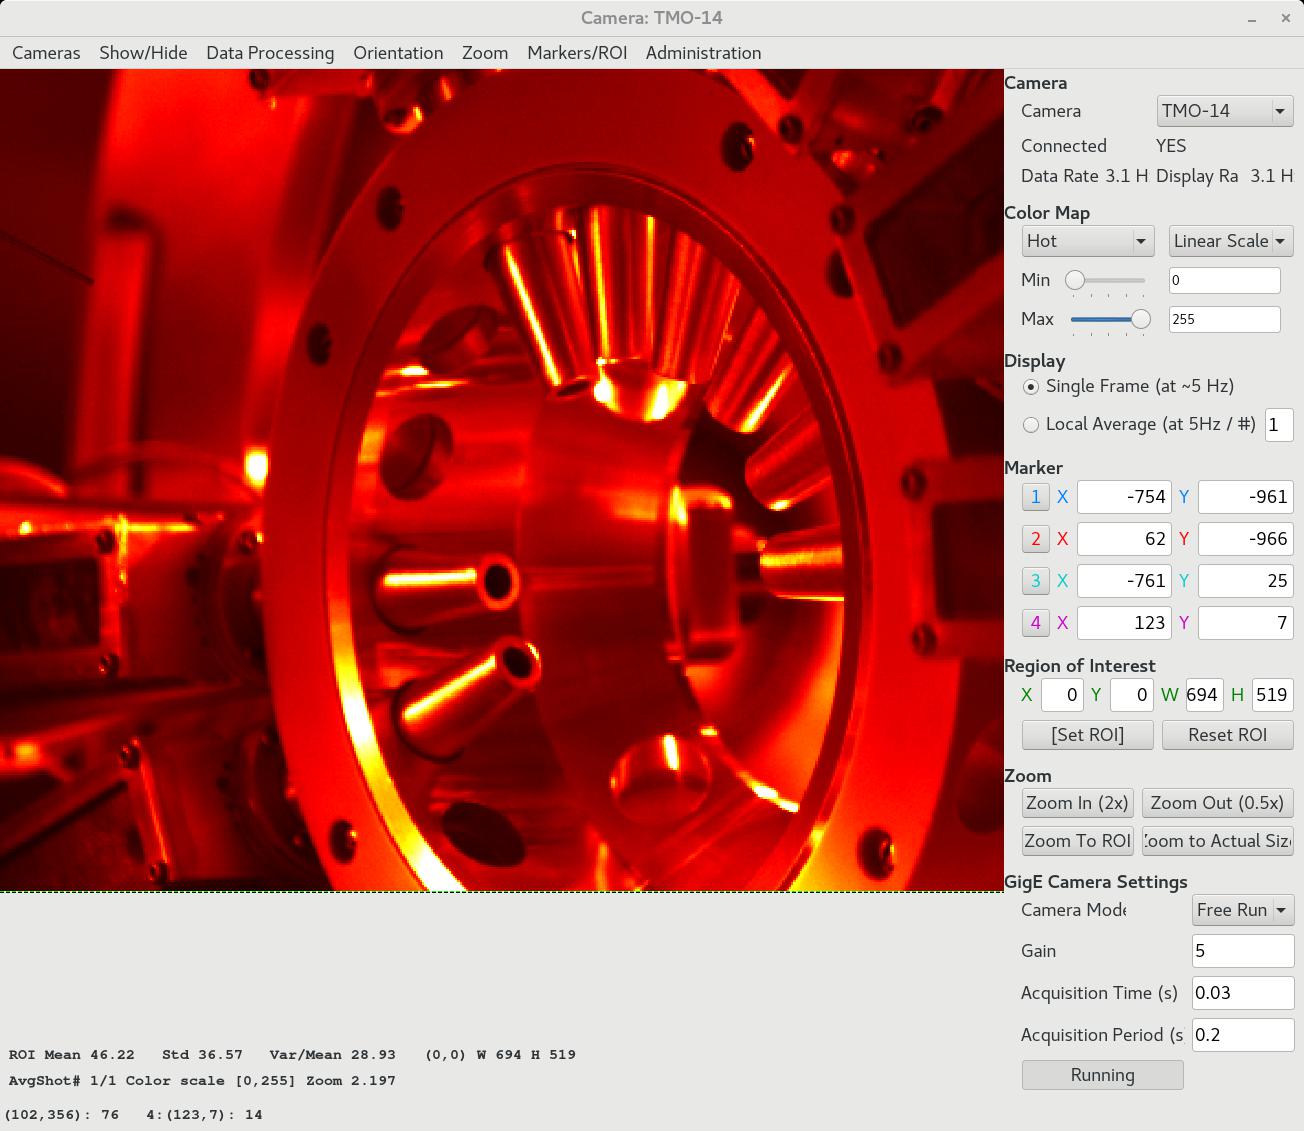 Camera: TMO-14
Cameras Show/Hide Data Processing Orientation Zoom Markers/ROI Administration
Camera
Camera TMO-14
Connected YES
Data Rate 3.1 H Display Ra 3.1 H
Color Map
Hot Linear Scale
Min 0
Max 255
Display
Single Frame (at ~5 Hz)
Local Average (at 5Hz / #) 1
Marker
1 X -754 Y -961
2 X 62 Y -966
3 X -761 Y 25
4 X 123 Y 7
Region of Interest
X 0 Y 0 W 694 H 519
[Set ROI] Reset ROI
Zoom
Zoom In (2x) Zoom Out (0.5x)
Zoom To ROI oom to Actual Siz
GigE Camera Settings
Camera Mod Free Run
Gain 5
Acquisition Time (s) 0.03
Acquisition Period (s 0.2
Running
ROI Mean 46.22 Std 36.57 Var/Mean 28.93 (0,0) W 694 H 519
AvgShot# 1/1 Color scale [0,255] Zoom 2.197
(102,356): 76 4:(123,7): 14